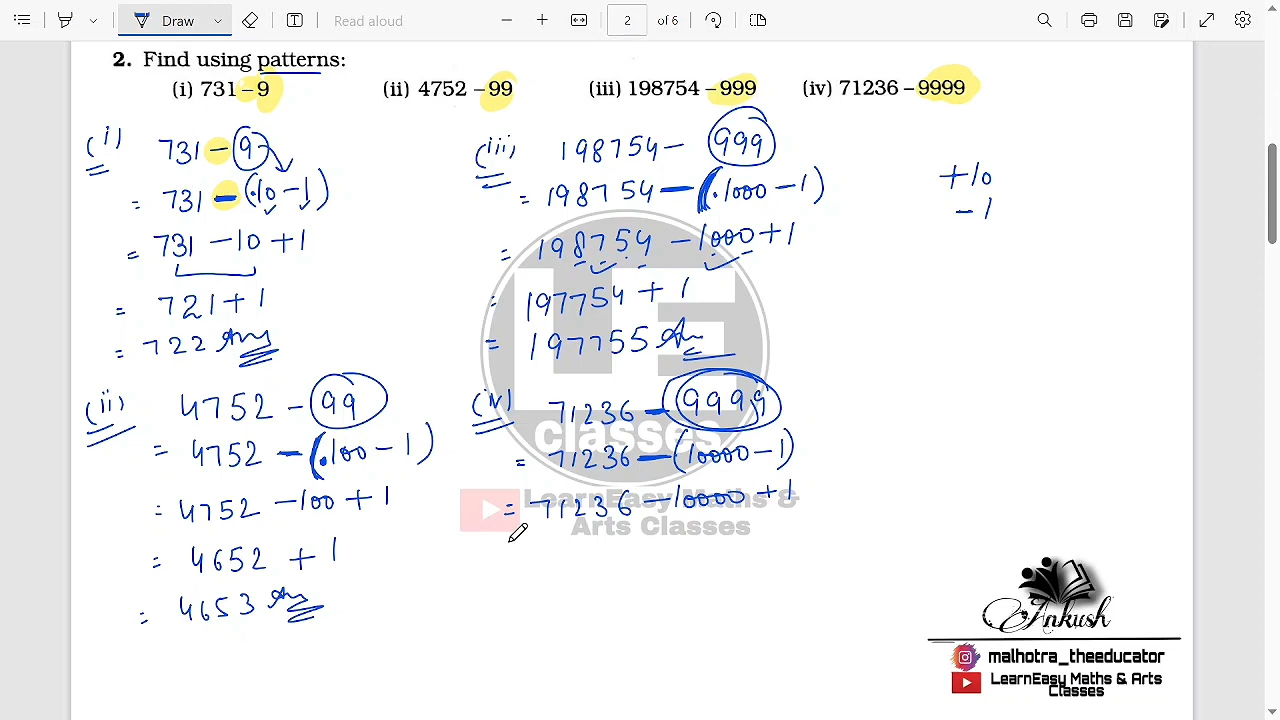 Draw
Read aloud
2
of 6
2. Find using patterns:
(i) 731 – 9 (ii) 4752 – 99 (iii) 198754 – 999 (iv) 71236 – 9999
(i) 731 - 9
= 731 - (10 - 1)
= 731 - 10 + 1
= 721 + 1
= 722 Ans
(ii) 4752 - 99
= 4752 - (100 - 1)
= 4752 - 100 + 1
= 4652 + 1
= 4653 Ans
(iii) 198754 - 999
= 198754 - (1000 - 1)
= 198754 - 1000 + 1
= 197754 + 1
= 197755 Ans
(iv) 71236 - 9999
= 71236 - (10000 - 1)
= 71236 - 10000 + 1
+10
-1
LE
classes
LearnEasy Maths &
Arts Classes
Ankush
malhotra_theeducator
LearnEasy Maths & Arts
Classes